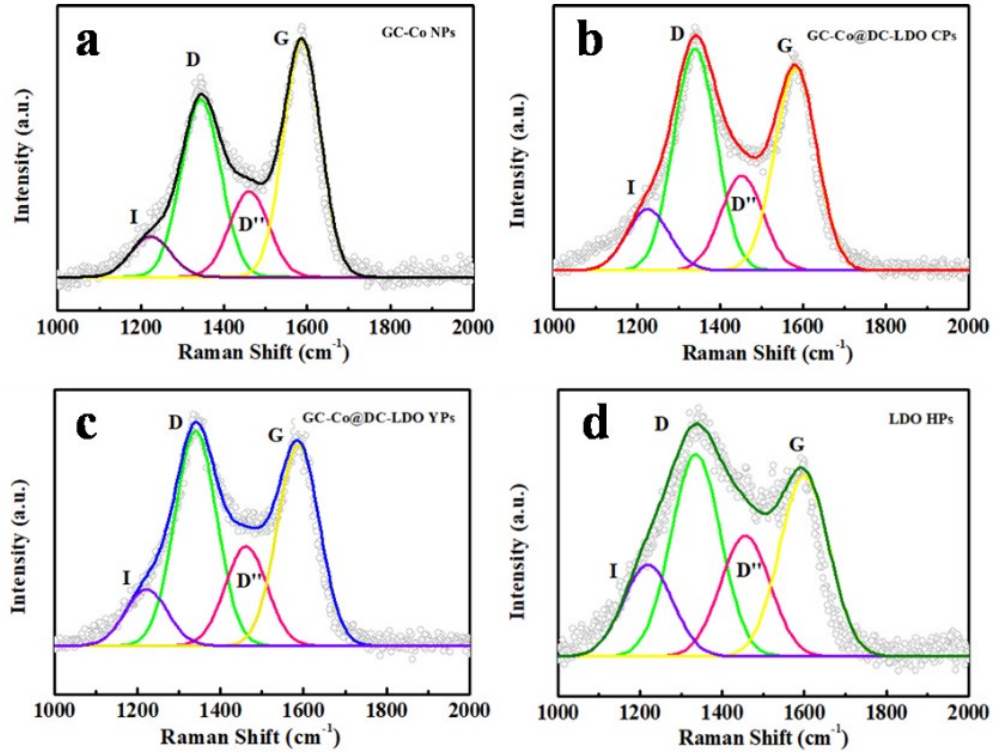 a
GC-Co NPs
G
D
I
D''
Intensity (a.u.)
1000 1200 1400 1600 1800 2000
Raman Shift (cm-1)
b
GC-Co@DC-LDO CPs
D
G
I
D''
Intensity (a.u.)
1000 1200 1400 1600 1800 2000
Raman Shift (cm-1)
c
GC-Co@DC-LDO YPs
D
G
I
D''
Intensity (a.u.)
1000 1200 1400 1600 1800 2000
Raman Shift (cm-1)
d
LDO HPs
D
G
I
D''
Intensity (a.u.)
1000 1200 1400 1600 1800 2000
Raman Shift (cm-1)